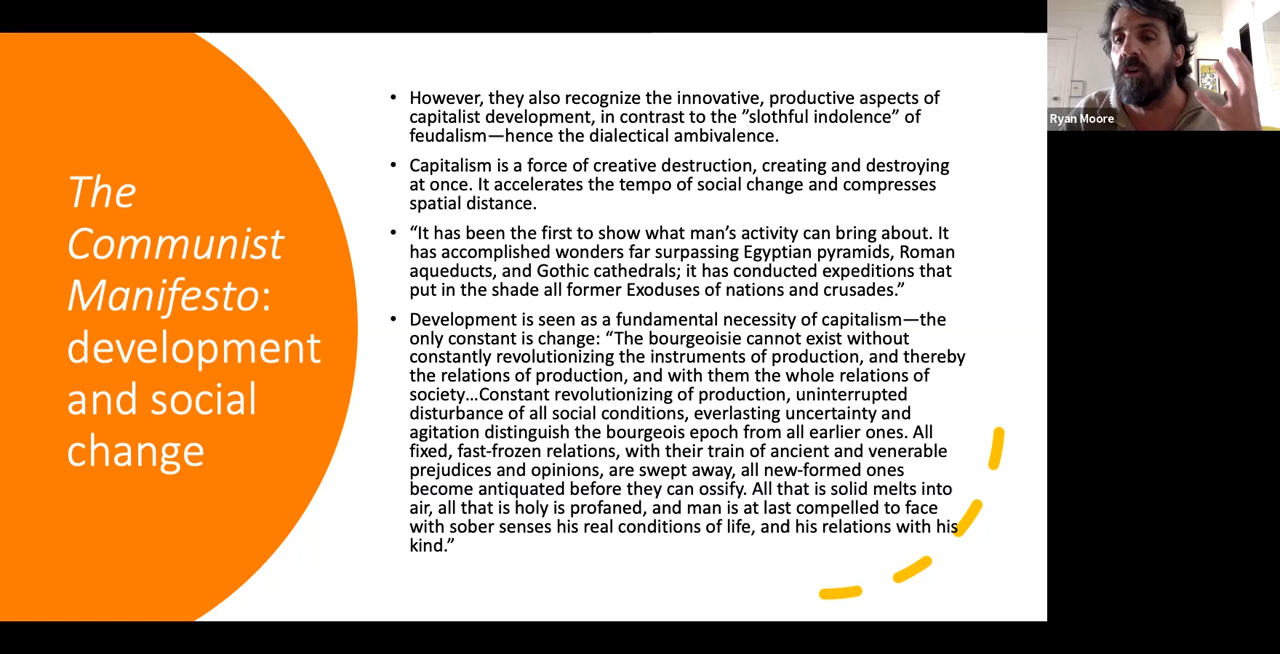 The
Communist
Manifesto:
development
and social
change
• However, they also recognize the innovative, productive aspects of
capitalist development, in contrast to the ”slothful indolence” of
feudalism—hence the dialectical ambivalence.
• Capitalism is a force of creative destruction, creating and destroying
at once. It accelerates the tempo of social change and compresses
spatial distance.
• “It has been the first to show what man’s activity can bring about. It
has accomplished wonders far surpassing Egyptian pyramids, Roman
aqueducts, and Gothic cathedrals; it has conducted expeditions that
put in the shade all former Exoduses of nations and crusades.”
• Development is seen as a fundamental necessity of capitalism—the
only constant is change: “The bourgeoisie cannot exist without
constantly revolutionizing the instruments of production, and thereby
the relations of production, and with them the whole relations of
society…Constant revolutionizing of production, uninterrupted
disturbance of all social conditions, everlasting uncertainty and
agitation distinguish the bourgeois epoch from all earlier ones. All
fixed, fast-frozen relations, with their train of ancient and venerable
prejudices and opinions, are swept away, all new-formed ones
become antiquated before they can ossify. All that is solid melts into
air, all that is holy is profaned, and man is at last compelled to face
with sober senses his real conditions of life, and his relations with his
kind.”
Ryan Moore